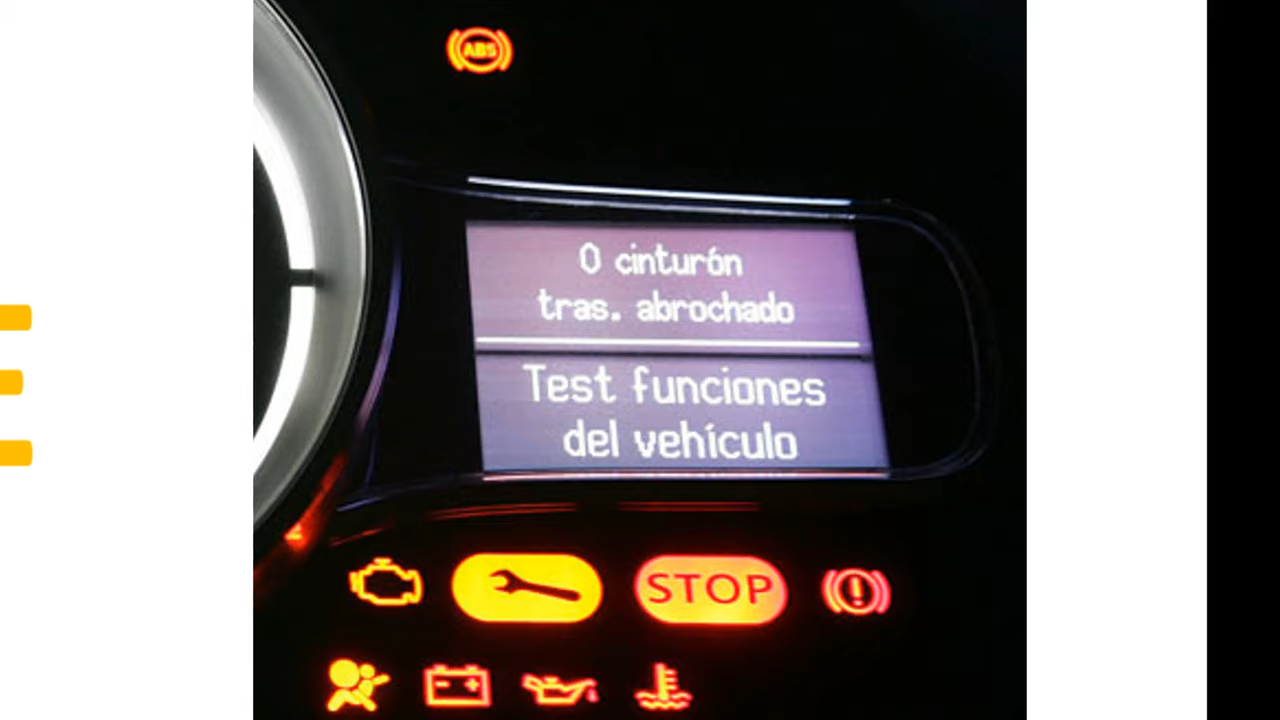 ABS
0 cinturón
tras. abrochado
Test funciones
del vehículo
STOP